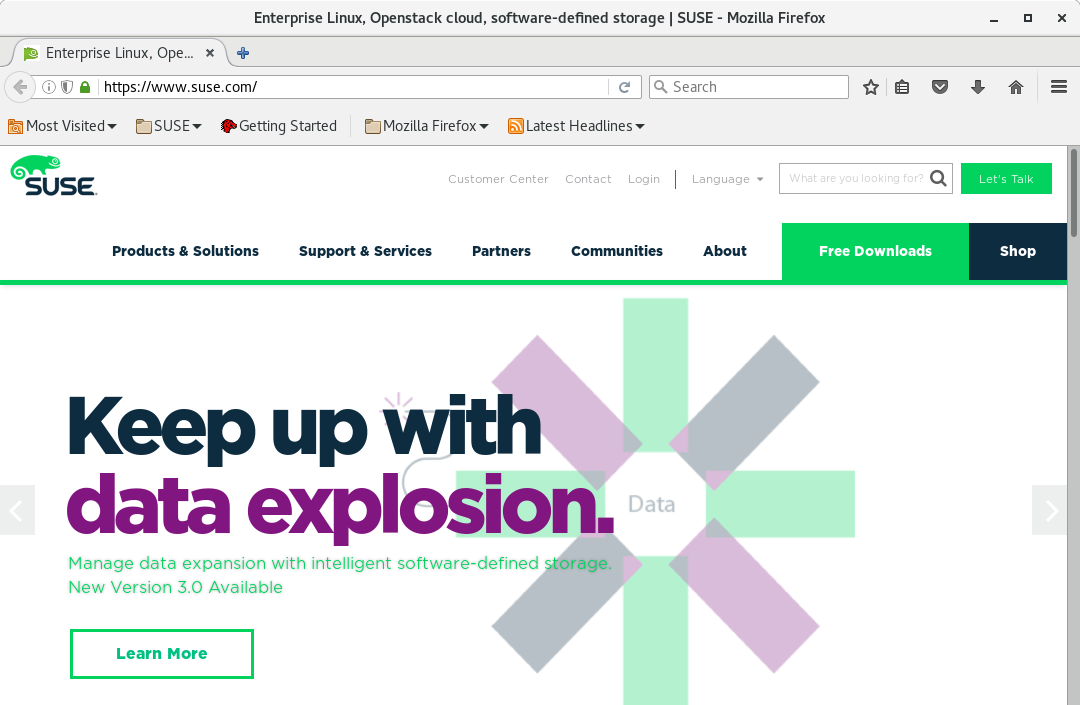 Enterprise Linux, Openstack cloud, software-defined storage | SUSE - Mozilla Firefox
Enterprise Linux, Ope...
https://www.suse.com/
Search
Most Visited SUSE Getting Started Mozilla Firefox Latest Headlines
SUSE
Customer Center Contact Login Language What are you looking for? Let's Talk
Products & Solutions Support & Services Partners Communities About Free Downloads Shop
Keep up with
data explosion.
Data
Manage data expansion with intelligent software-defined storage.
New Version 3.0 Available
Learn More